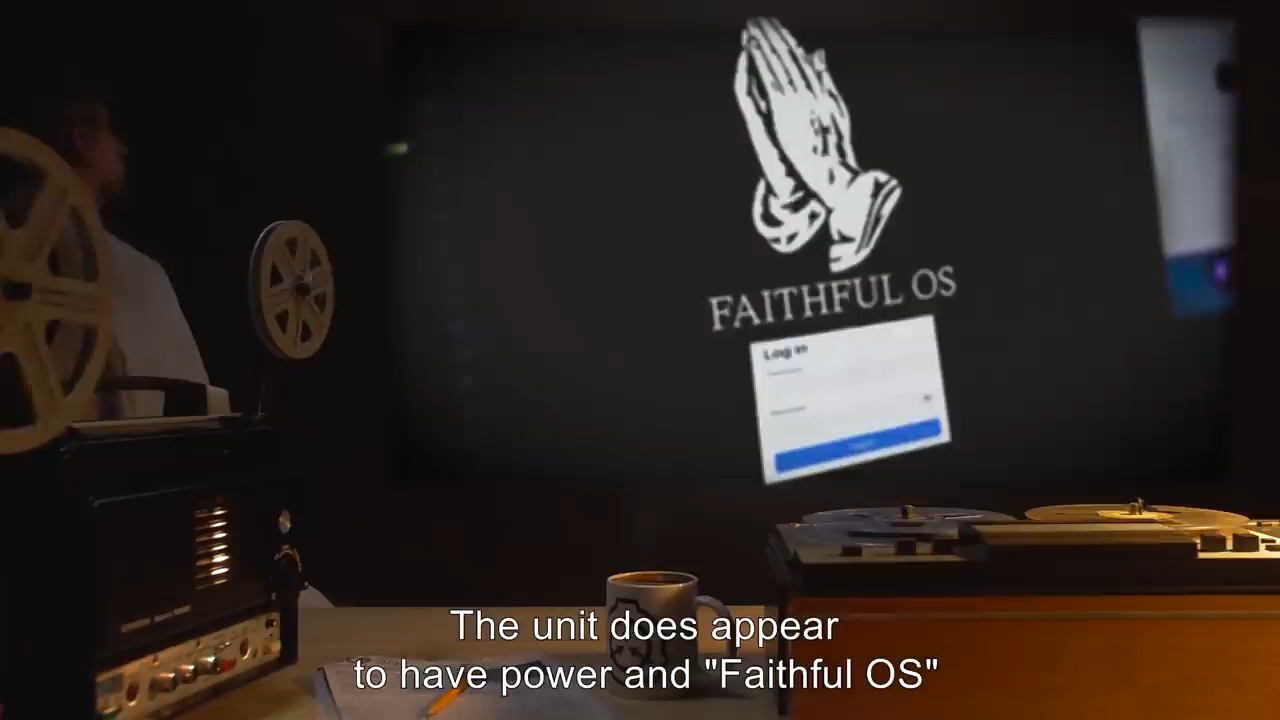 FAITHFUL OS
Log in
The unit does appear
to have power and "Faithful OS"